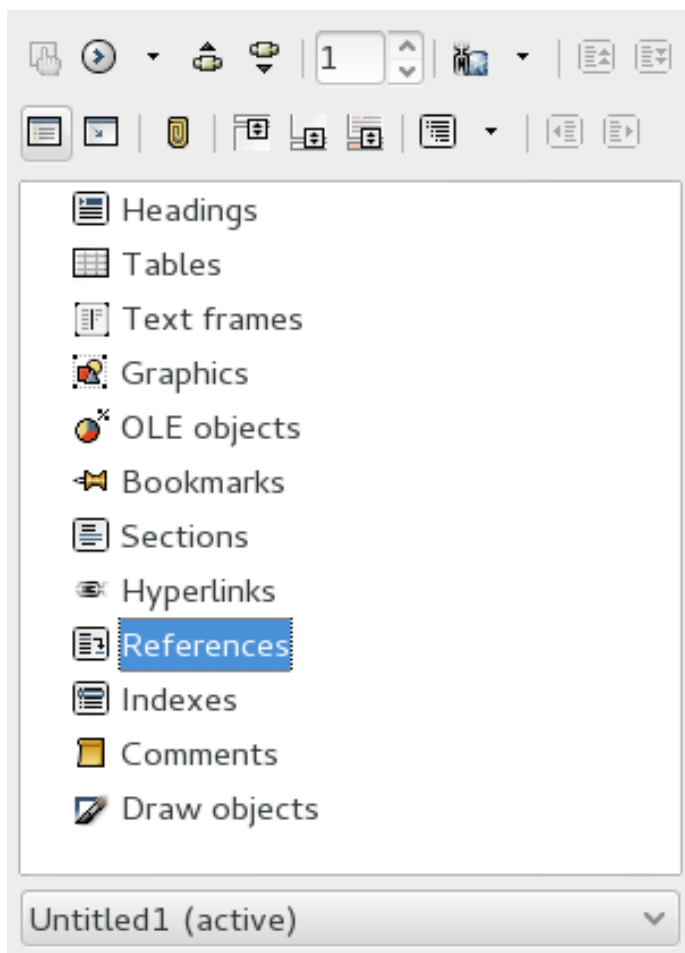 1
Headings
Tables
Text frames
Graphics
OLE objects
Bookmarks
Sections
Hyperlinks
References
Indexes
Comments
Draw objects
Untitled1 (active)